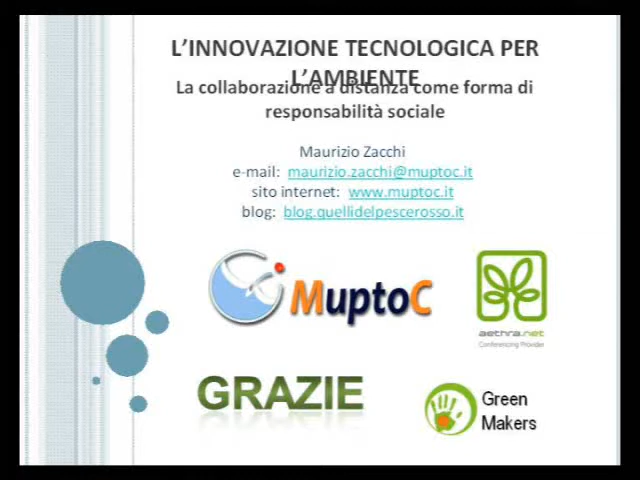 L'INNOVAZIONE TECNOLOGICA PER
L'AMBIENTE
La collaborazione a distanza come forma di
responsabilità sociale
Maurizio Zacchi
e-mail: maurizio.zacchi@muptoc.it
sito internet: www.muptoc.it
blog: blog.quellidelpescerosso.it
MuptoC
aethra.net
Conferencing Provider
GRAZIE
Green
Makers